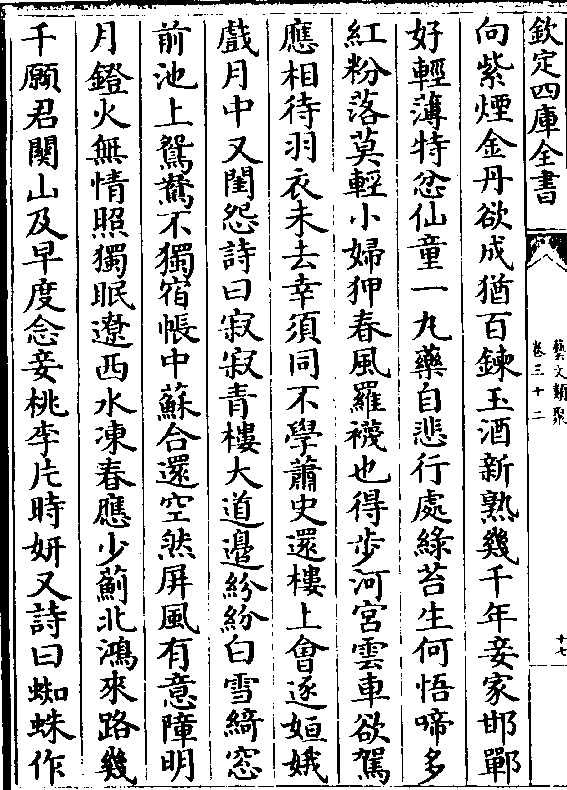 欽定四庫全書
藝文類聚
卷三十二
十七
向紫煙金丹欲成猶百鍊玉酒新熟幾千年妾家邯鄲
好輕薄特忿仙童一丸藥自悲行處綠苔生何悟啼多
紅粉落莫輕小婦狎春風羅襪也得步河宮雲車欲駕
應相待羽衣未去幸須同不學蕭史還樓上會逐姮娥
戲月中又閨怨詩曰寂寂青樓大道邉紛紛白雪綺窓
前池上鴛鴦不獨宿帳中蘇合還空然屏風有意障明
月鐙火無情照獨眠遼西水凍春應少薊北鴻來路幾
千願君關山及早度念妾桃李片時妍又詩曰蜘蛛作